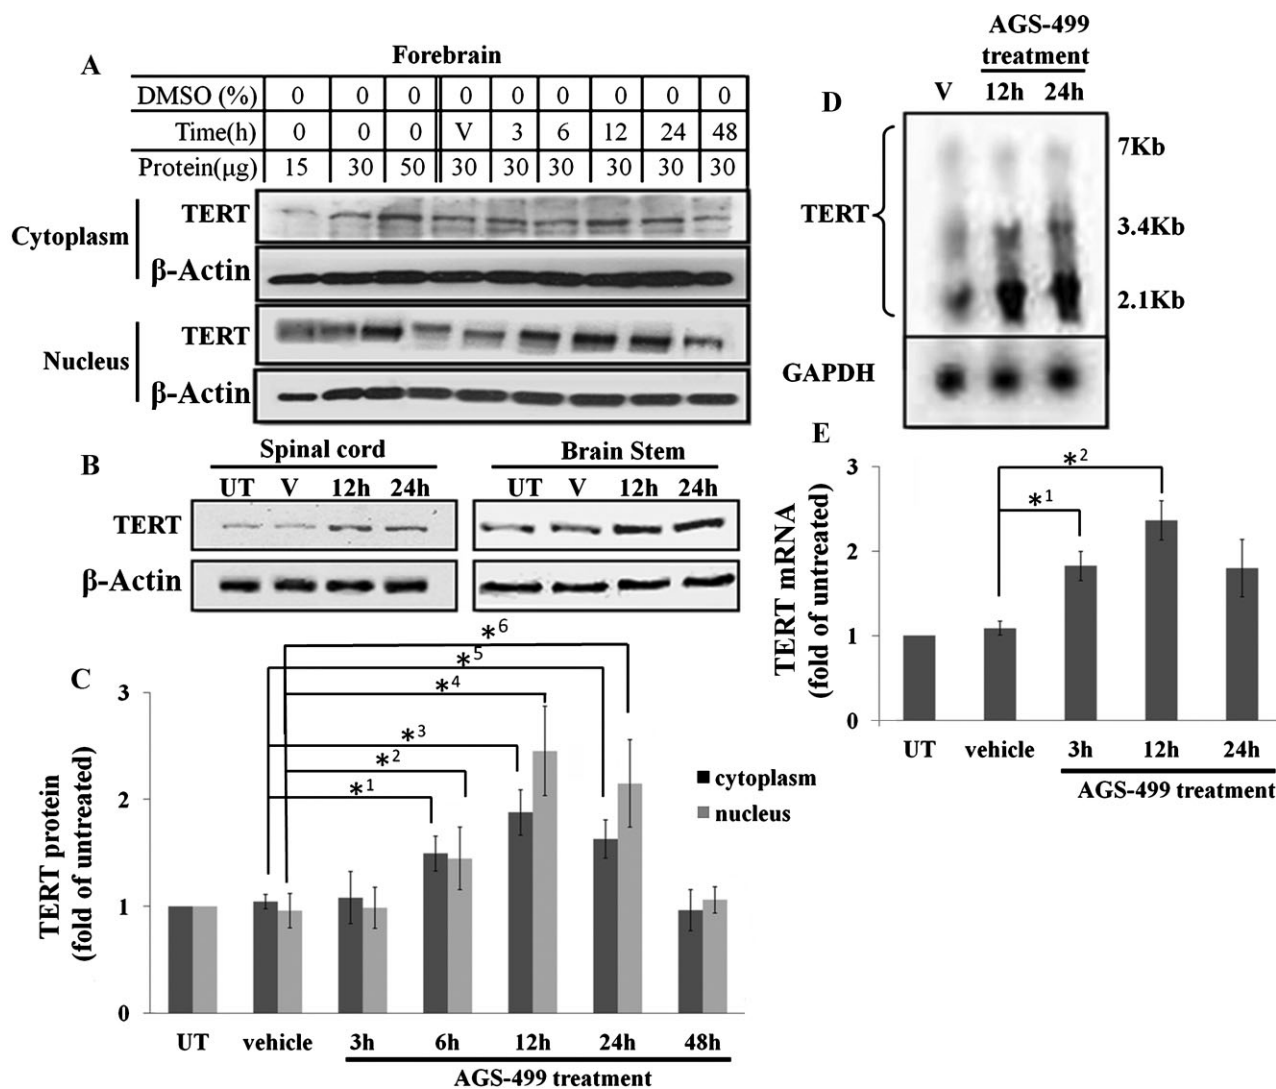 A
Forebrain
DMSO (%) 0 0 0 0 0 0 0 0 0
Time(h) 0 0 0 V 3 6 12 24 48
Protein(µg) 15 30 50 30 30 30 30 30 30
Cytoplasm
TERT
β-Actin
Nucleus
TERT
β-Actin
B
Spinal cord
UT V 12h 24h
Brain Stem
UT V 12h 24h
TERT
β-Actin
C
TERT protein
(fold of untreated)
3
2
1
0
*6
*5
*4
*3
*2
*1
cytoplasm
nucleus
UT vehicle 3h 6h 12h 24h 48h
AGS-499 treatment
D
AGS-499
treatment
V 12h 24h
TERT
7Kb
3.4Kb
2.1Kb
GAPDH
E
TERT mRNA
(fold of untreated)
3
2
1
0
*2
*1
UT vehicle 3h 12h 24h
AGS-499 treatment